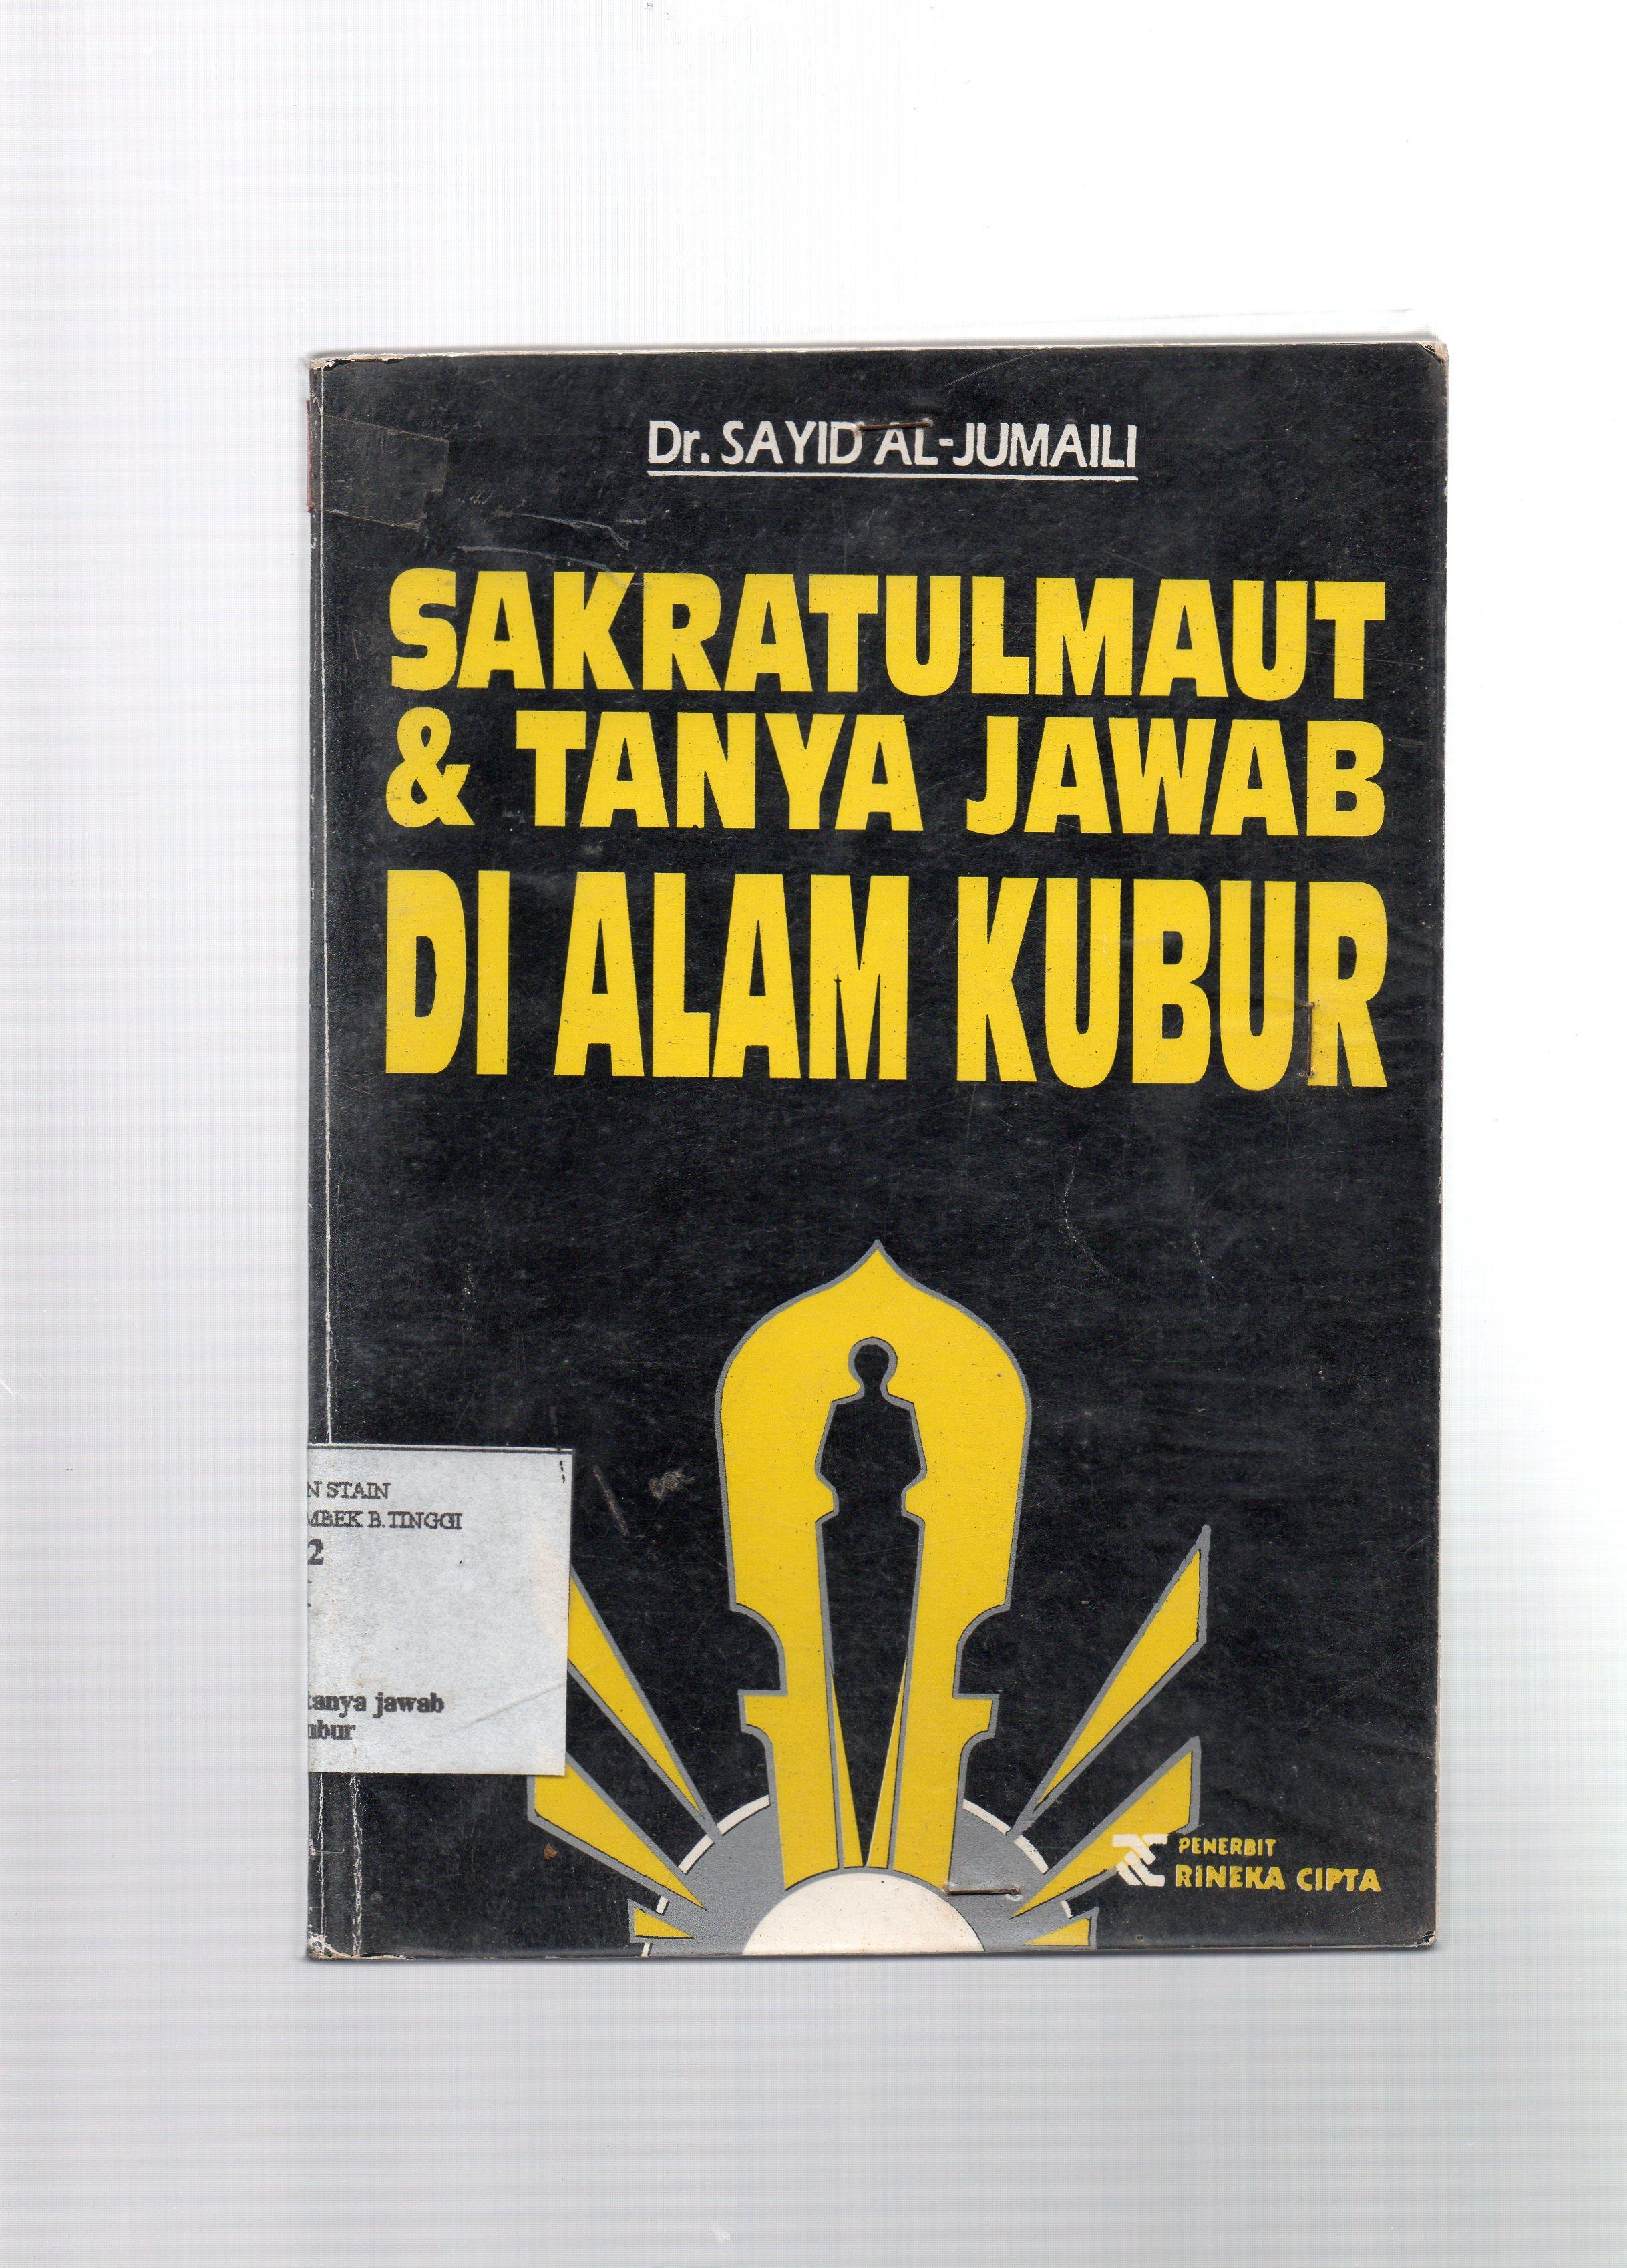 Dr. SAYID AL-JUMAILI
SAKRATULMAUT
& TANYA JAWAB
DI ALAM KUBUR
N STAIN
MBEK B.TINGGI
2
tanya jawab
ubur
PENERBIT
RINEKA CIPTA